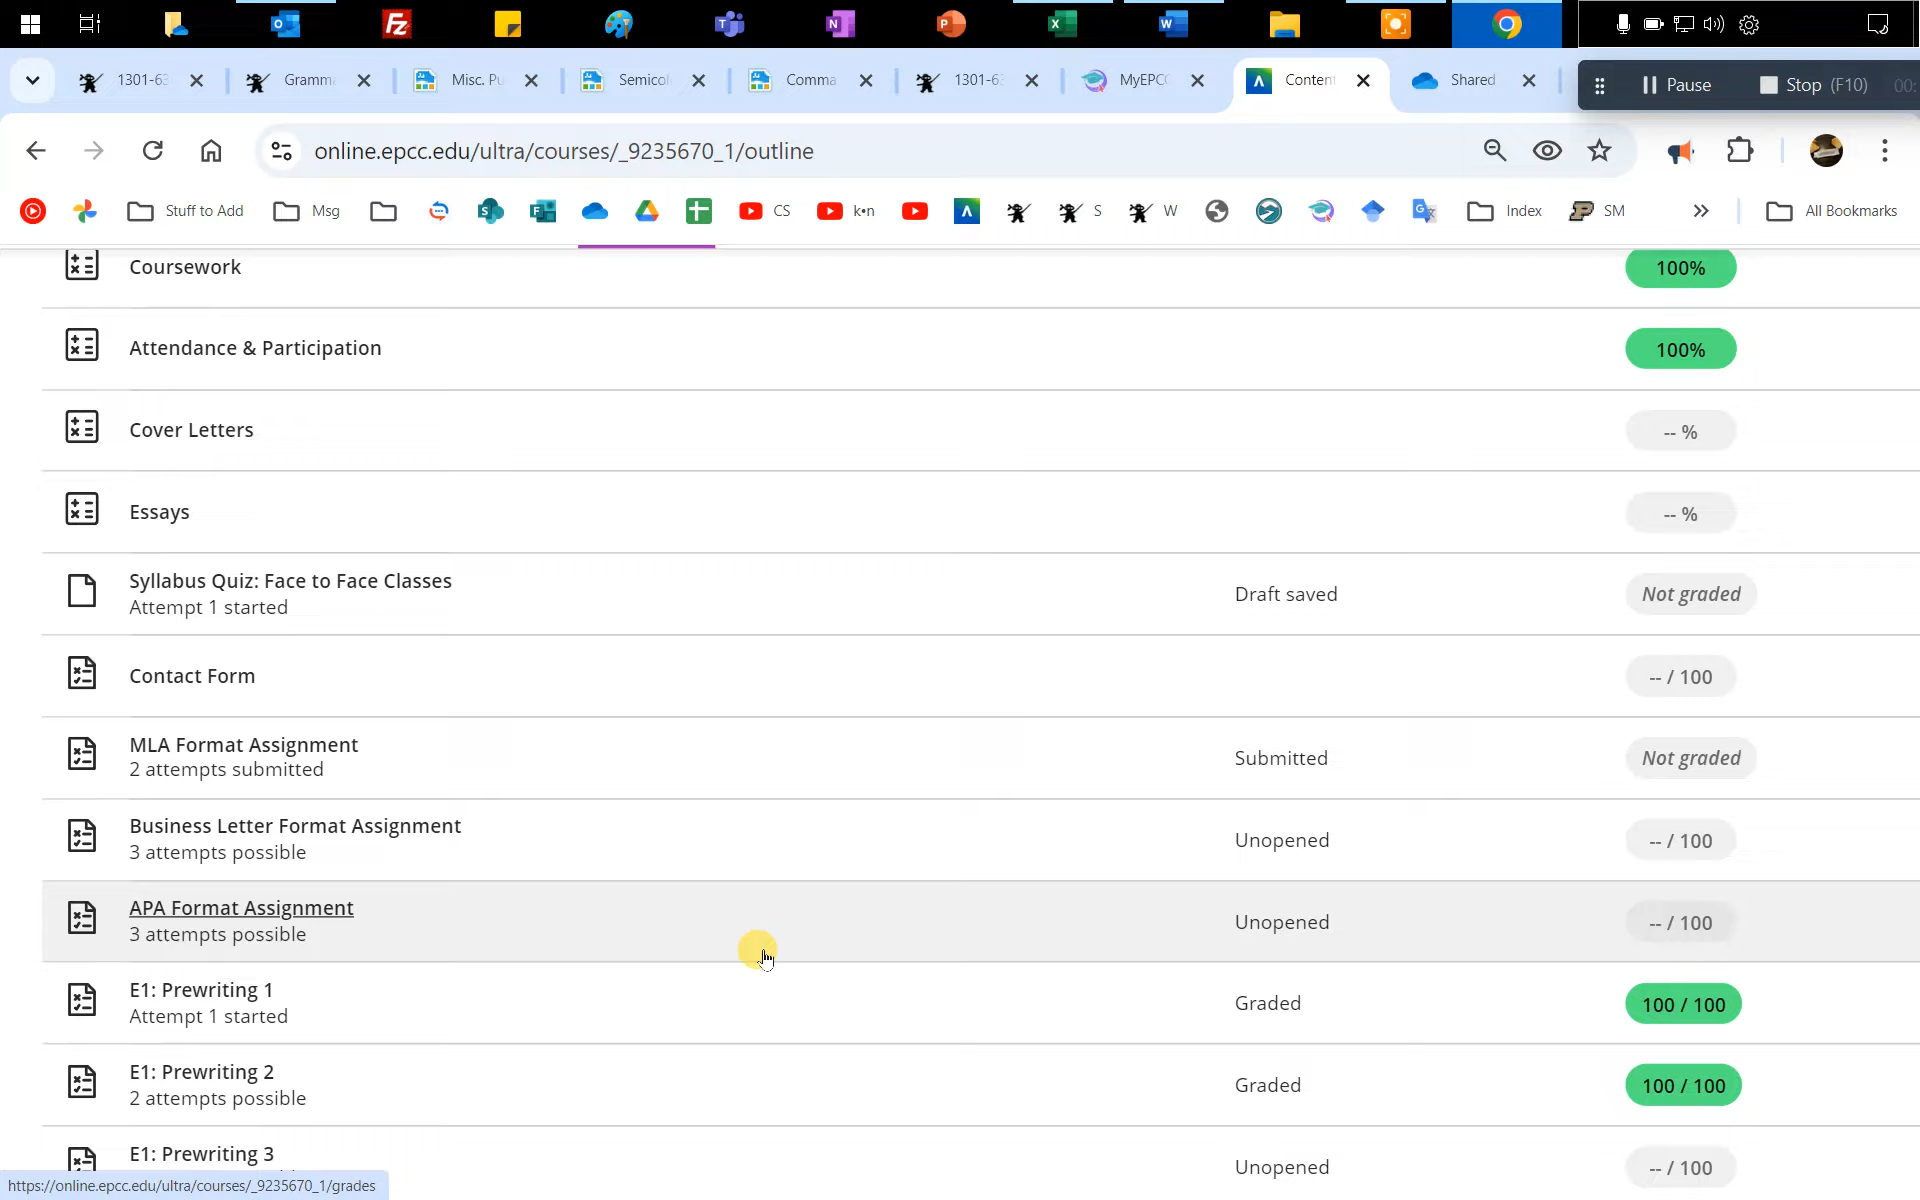 1301-63
Gramm
Misc. Pu
Semicol
Comma
1301-63
MyEPCC
Content
Shared
Pause
Stop (F10)
00:
online.epcc.edu/ultra/courses/_9235670_1/outline
Stuff to Add
Msg
CS
k•n
S
W
Index
SM
All Bookmarks
Coursework
100%
Attendance & Participation
100%
Cover Letters
-- %
Essays
-- %
Syllabus Quiz: Face to Face Classes
Attempt 1 started
Draft saved
Not graded
Contact Form
-- / 100
MLA Format Assignment
2 attempts submitted
Submitted
Not graded
Business Letter Format Assignment
3 attempts possible
Unopened
-- / 100
APA Format Assignment
3 attempts possible
Unopened
-- / 100
E1: Prewriting 1
Attempt 1 started
Graded
100 / 100
E1: Prewriting 2
2 attempts possible
Graded
100 / 100
E1: Prewriting 3
Unopened
-- / 100
https://online.epcc.edu/ultra/courses/_9235670_1/grades